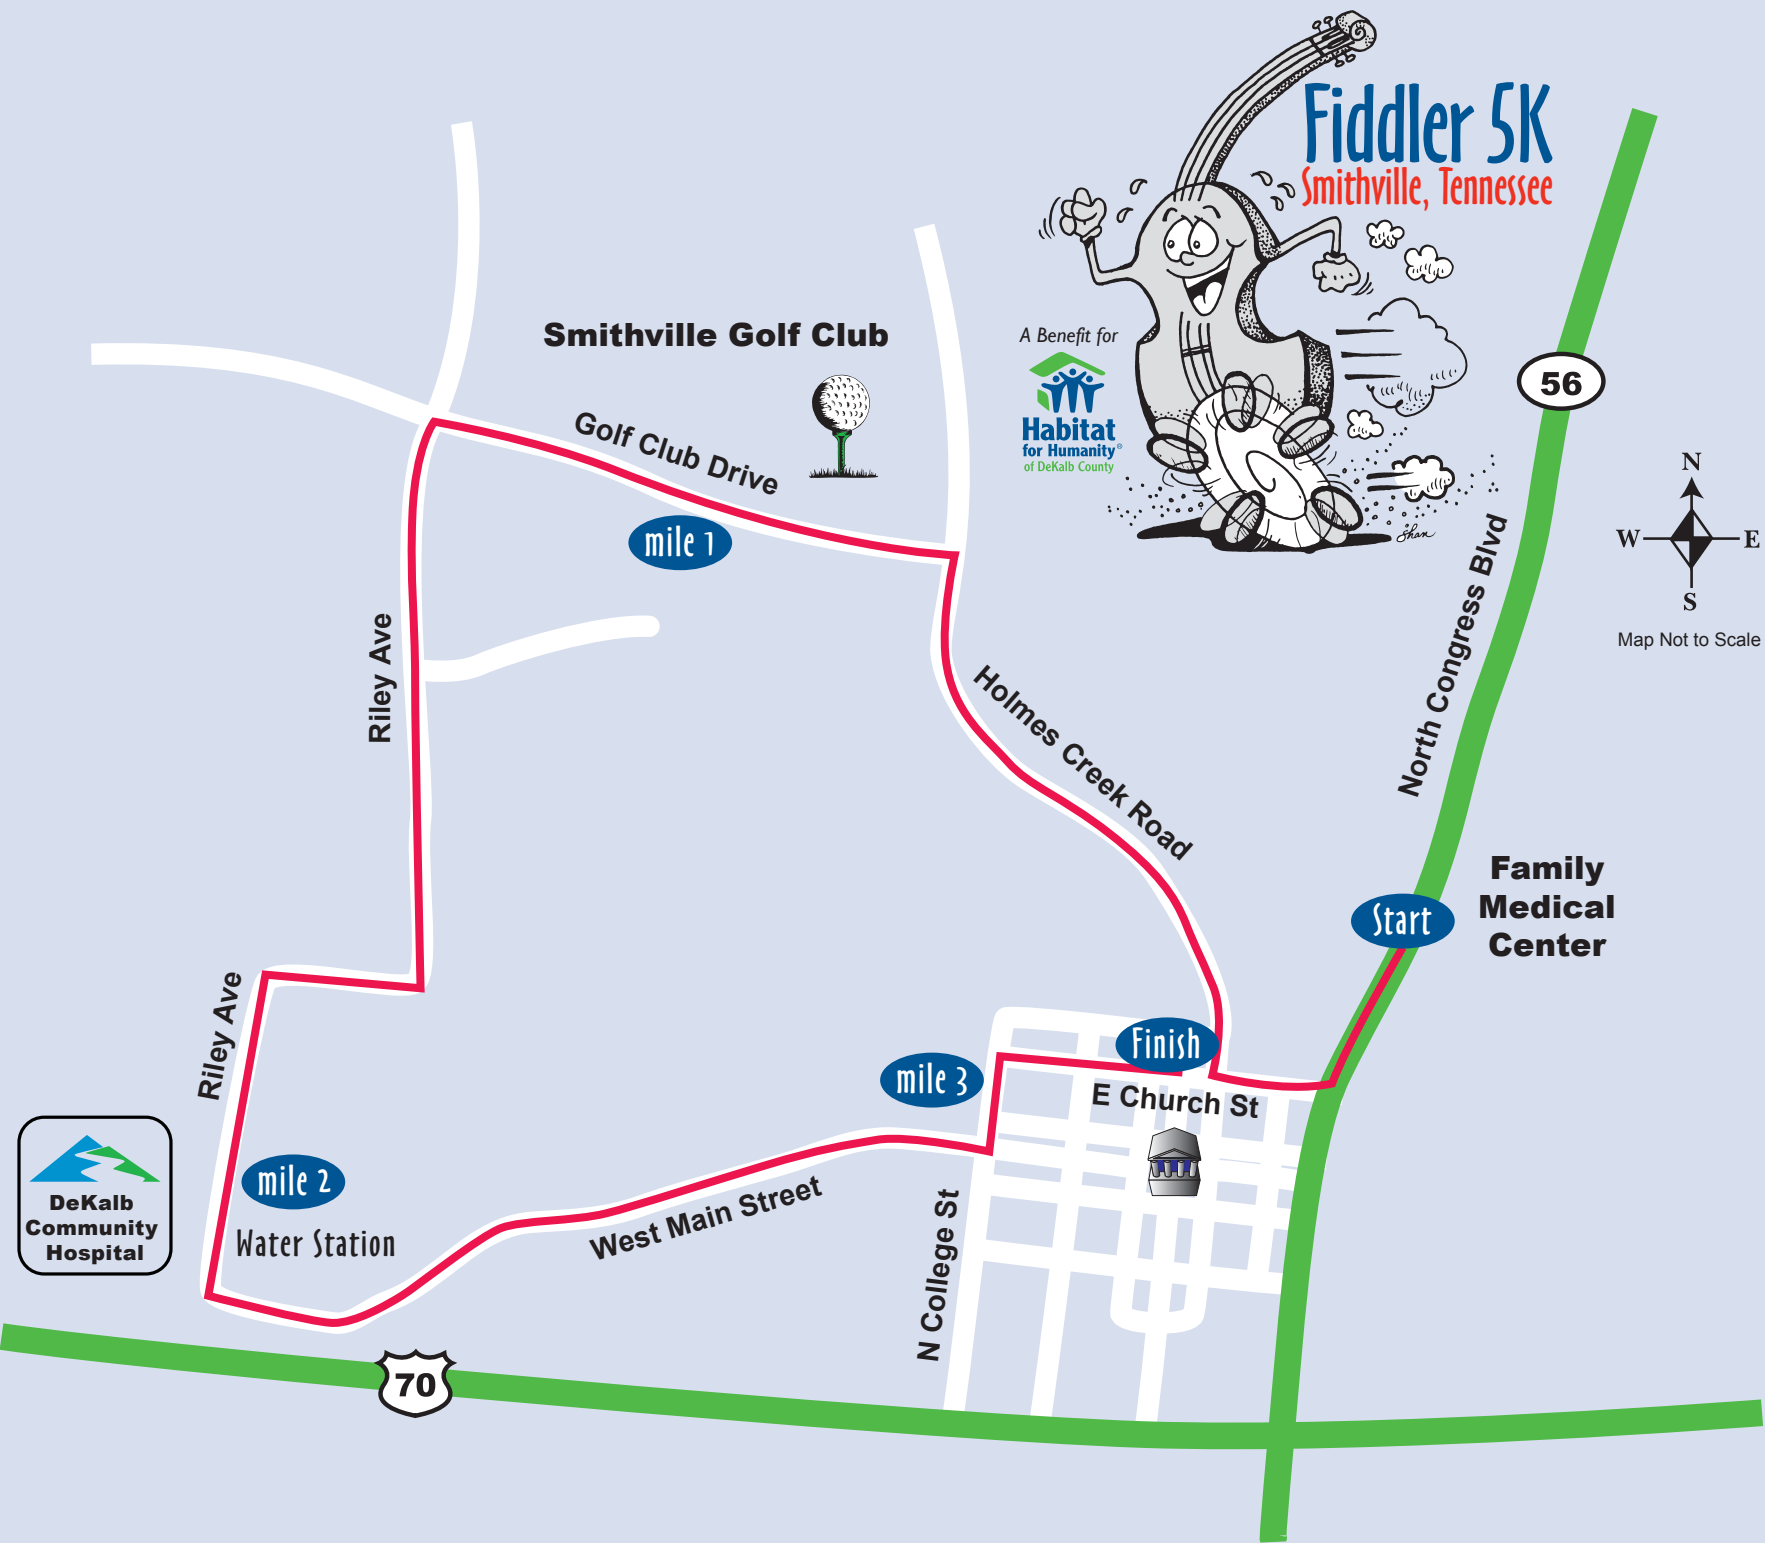 Fiddler 5K
Smithville, Tennessee
A Benefit for
Habitat
for Humanity®
of DeKalb County
Shan
Smithville Golf Club
Golf Club Drive
mile 1
56
N
W
E
S
Map Not to Scale
North Congress Blvd
Riley Ave
Holmes Creek Road
Family
Medical
Center
Start
Riley Ave
Finish
mile 3
E Church St
mile 2
Water Station
DeKalb
Community
Hospital
West Main Street
N College St
70